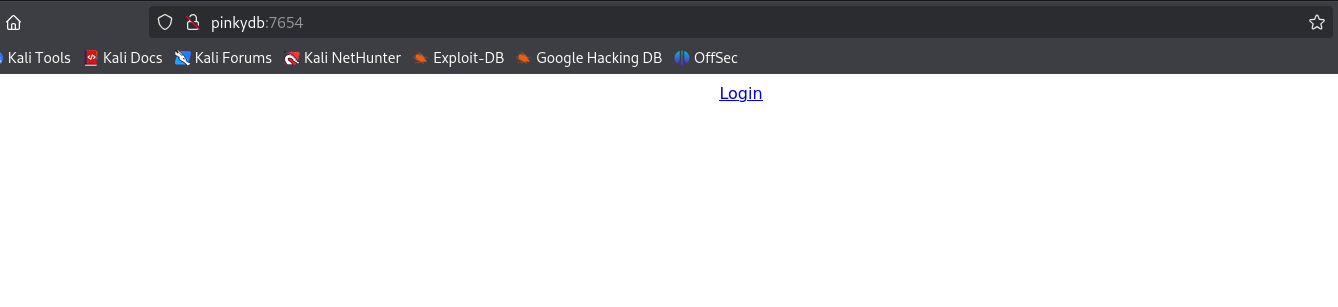 pinkydb:7654
Kali Tools Kali Docs Kali Forums Kali NetHunter Exploit-DB Google Hacking DB OffSec
Login